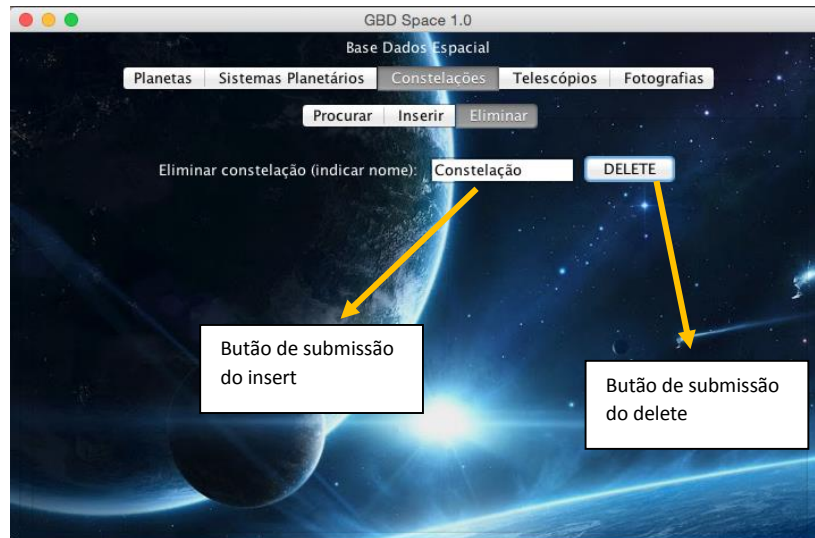 GBD Space 1.0
Base Dados Espacial
Planetas Sistemas Planetários Constelações Telescópios Fotografias
Procurar Inserir Eliminar
Eliminar constelação (indicar nome): Constelação DELETE
Butão de submissão
do insert
Butão de submissão
do delete